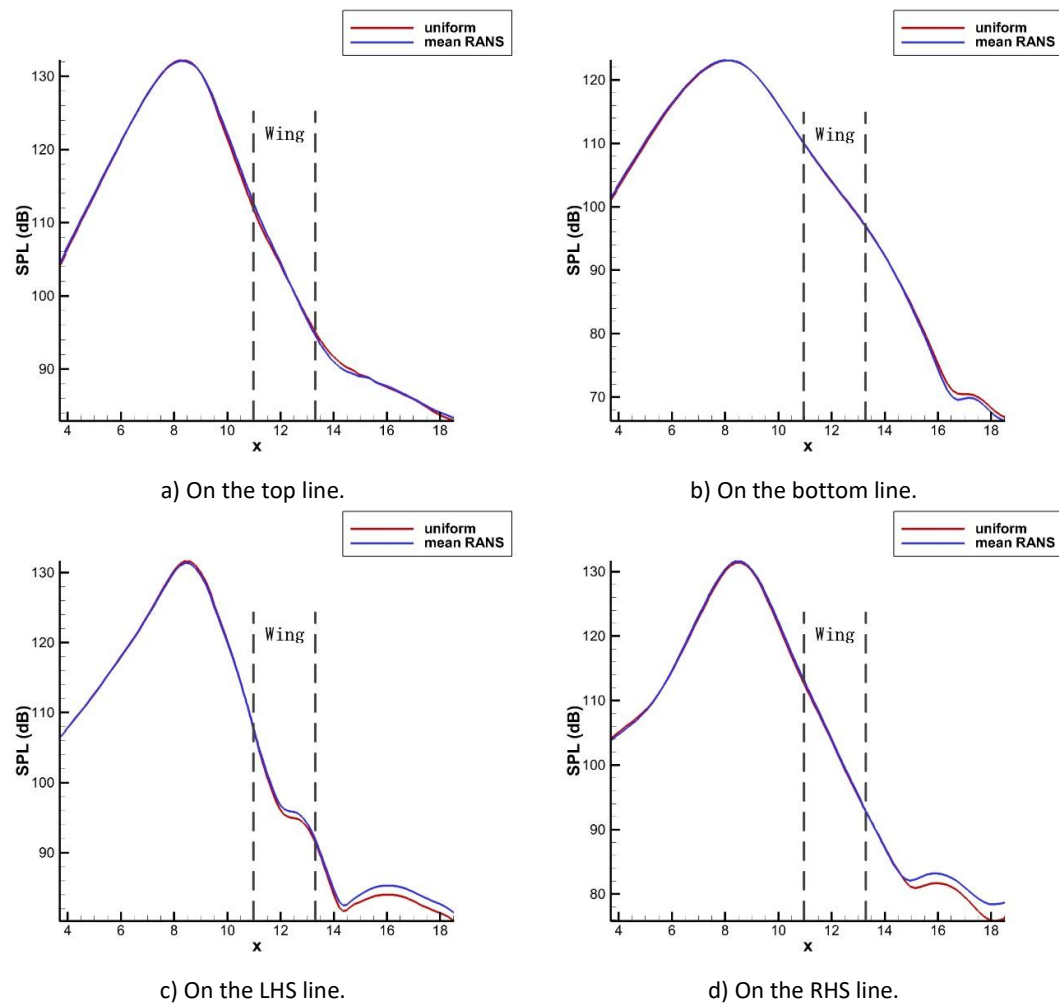 uniform
mean RANS
130
120
110
100
90
SPL (dB)
Wing
4 6 8 10 12 14 16 18
x
a) On the top line.
uniform
mean RANS
120
110
100
90
80
70
SPL (dB)
Wing
4 6 8 10 12 14 16 18
x
b) On the bottom line.
uniform
mean RANS
130
120
110
100
90
SPL (dB)
Wing
4 6 8 10 12 14 16 18
x
c) On the LHS line.
uniform
mean RANS
130
120
110
100
90
80
SPL (dB)
Wing
4 6 8 10 12 14 16 18
x
d) On the RHS line.